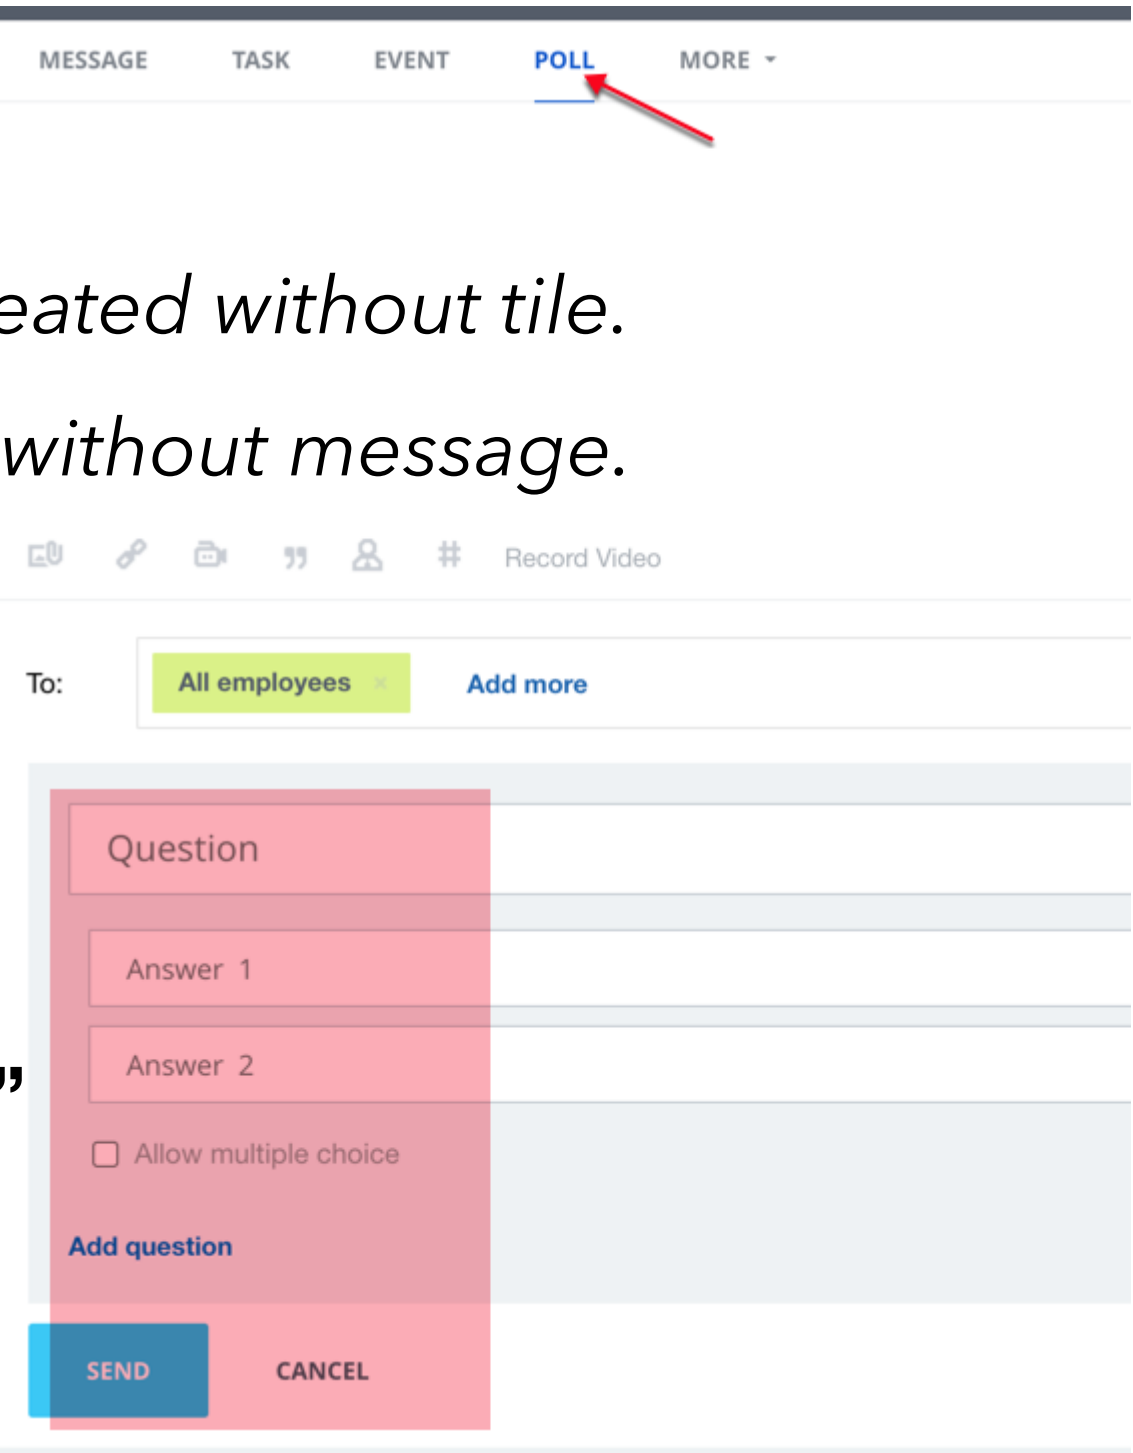 MESSAGE TASK EVENT POLL MORE
eated without tile.
without message.
Record Video
To: All employees × Add more
Question
Answer 1
Answer 2
”
Allow multiple choice
Add question
SEND CANCEL